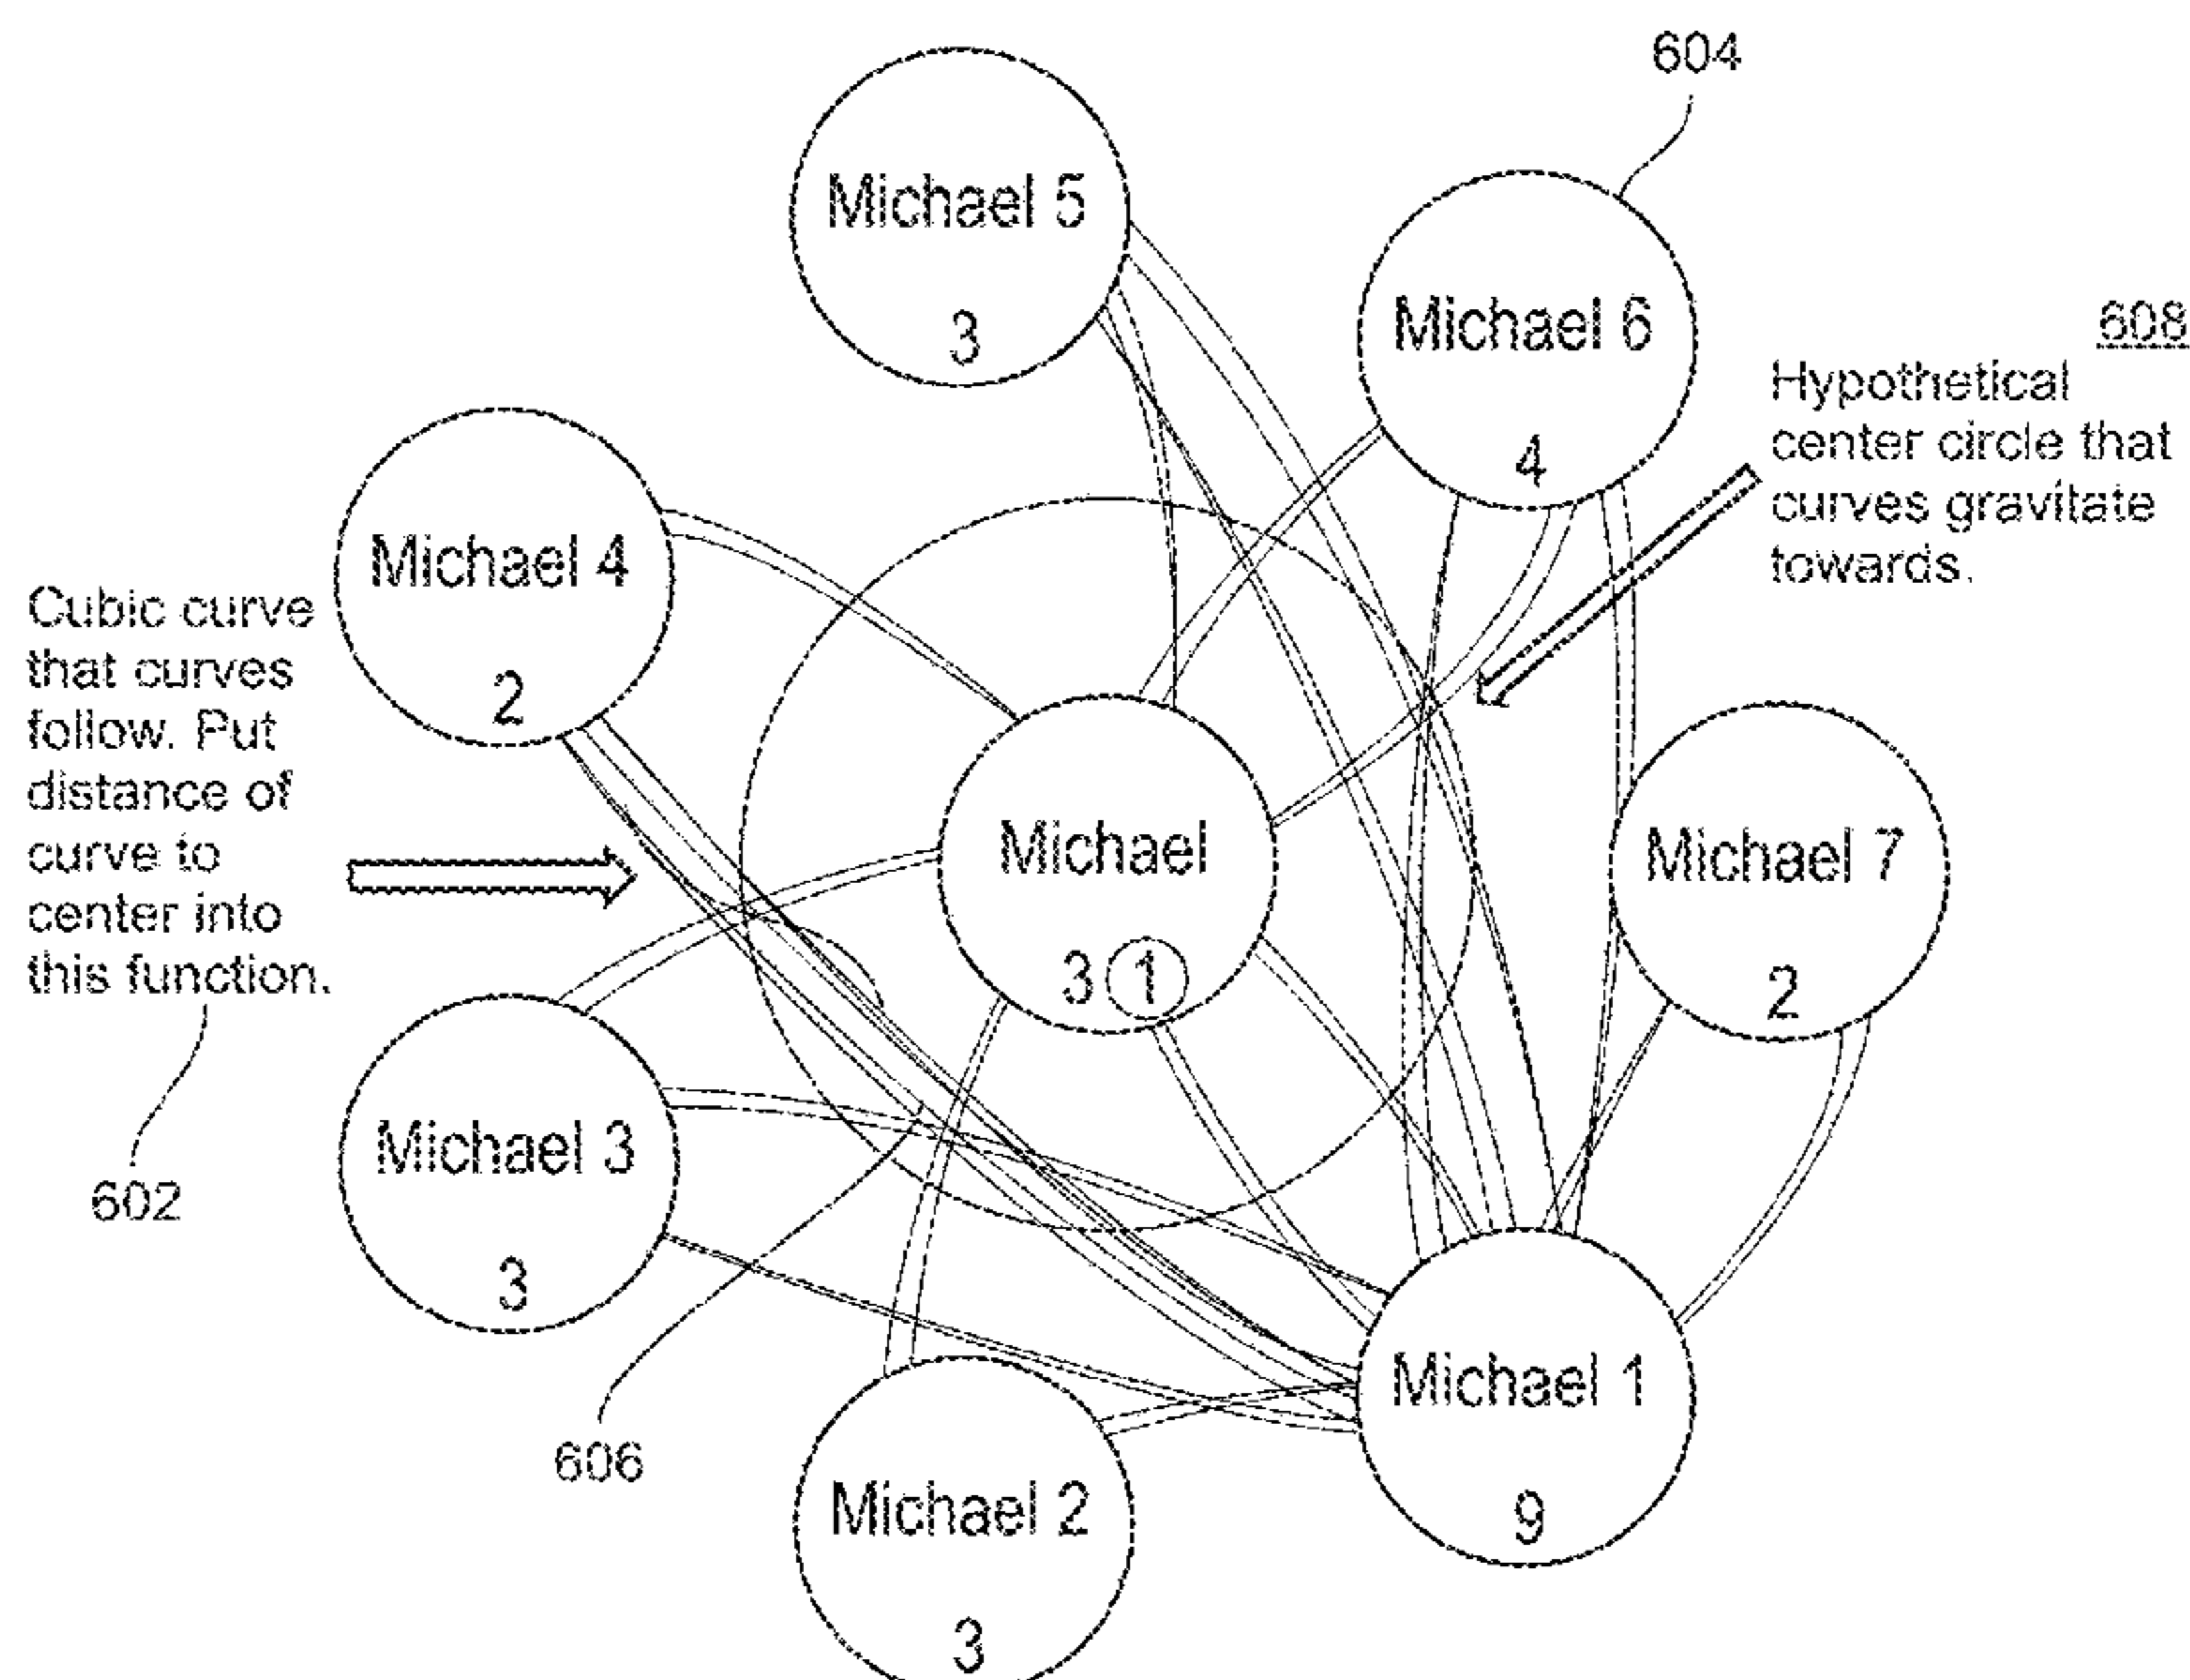 604
Michael 5
3
Michael 6
4
608
Hypothetical
center circle that
curves gravitate
towards.
Michael 4
2
Cubic curve
that curves
follow. Put
distance of
curve to
center into
this function.
602
Michael
3 1
Michael 7
2
Michael 3
3
606
Michael 2
3
Michael 1
9